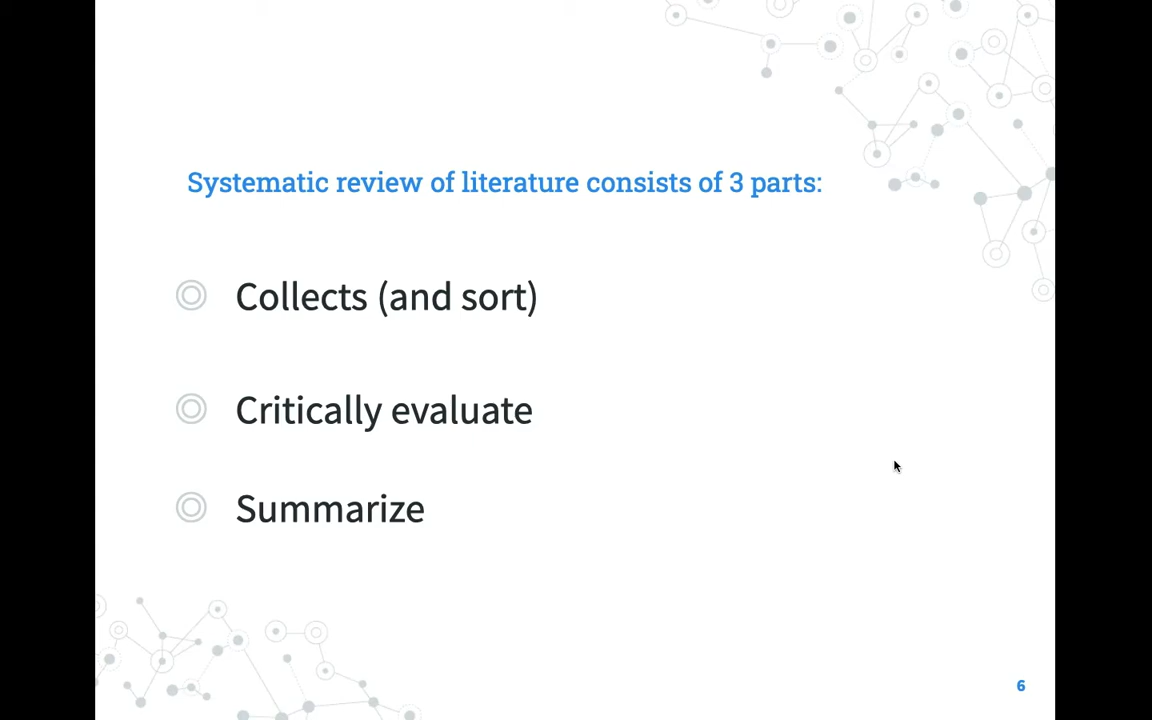 Systematic review of literature consists of 3 parts:
Collects (and sort)
Critically evaluate
Summarize
6